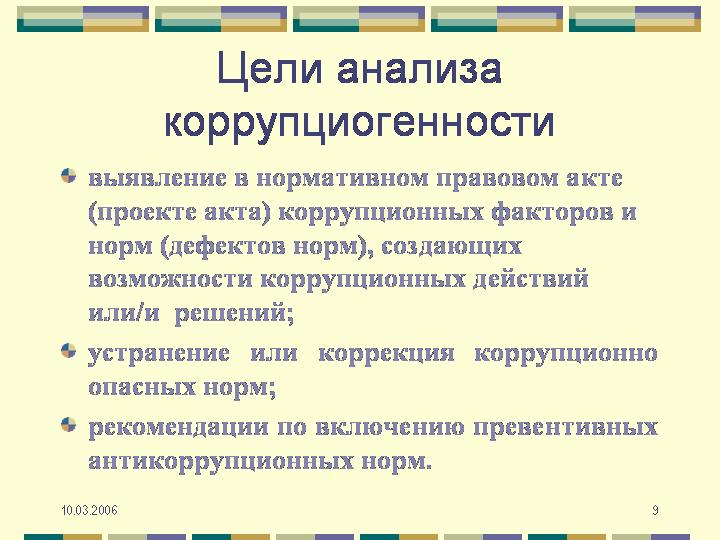 Цели анализа
коррупциогенности
выявление в нормативном правовом акте
(проекте акта) коррупционных факторов и
норм (дефектов норм), создающих
возможности коррупционных действий
или/и решений;
устранение или коррекция коррупционно
опасных норм;
рекомендации по включению превентивных
антикоррупционных норм.
10.03.2006
9